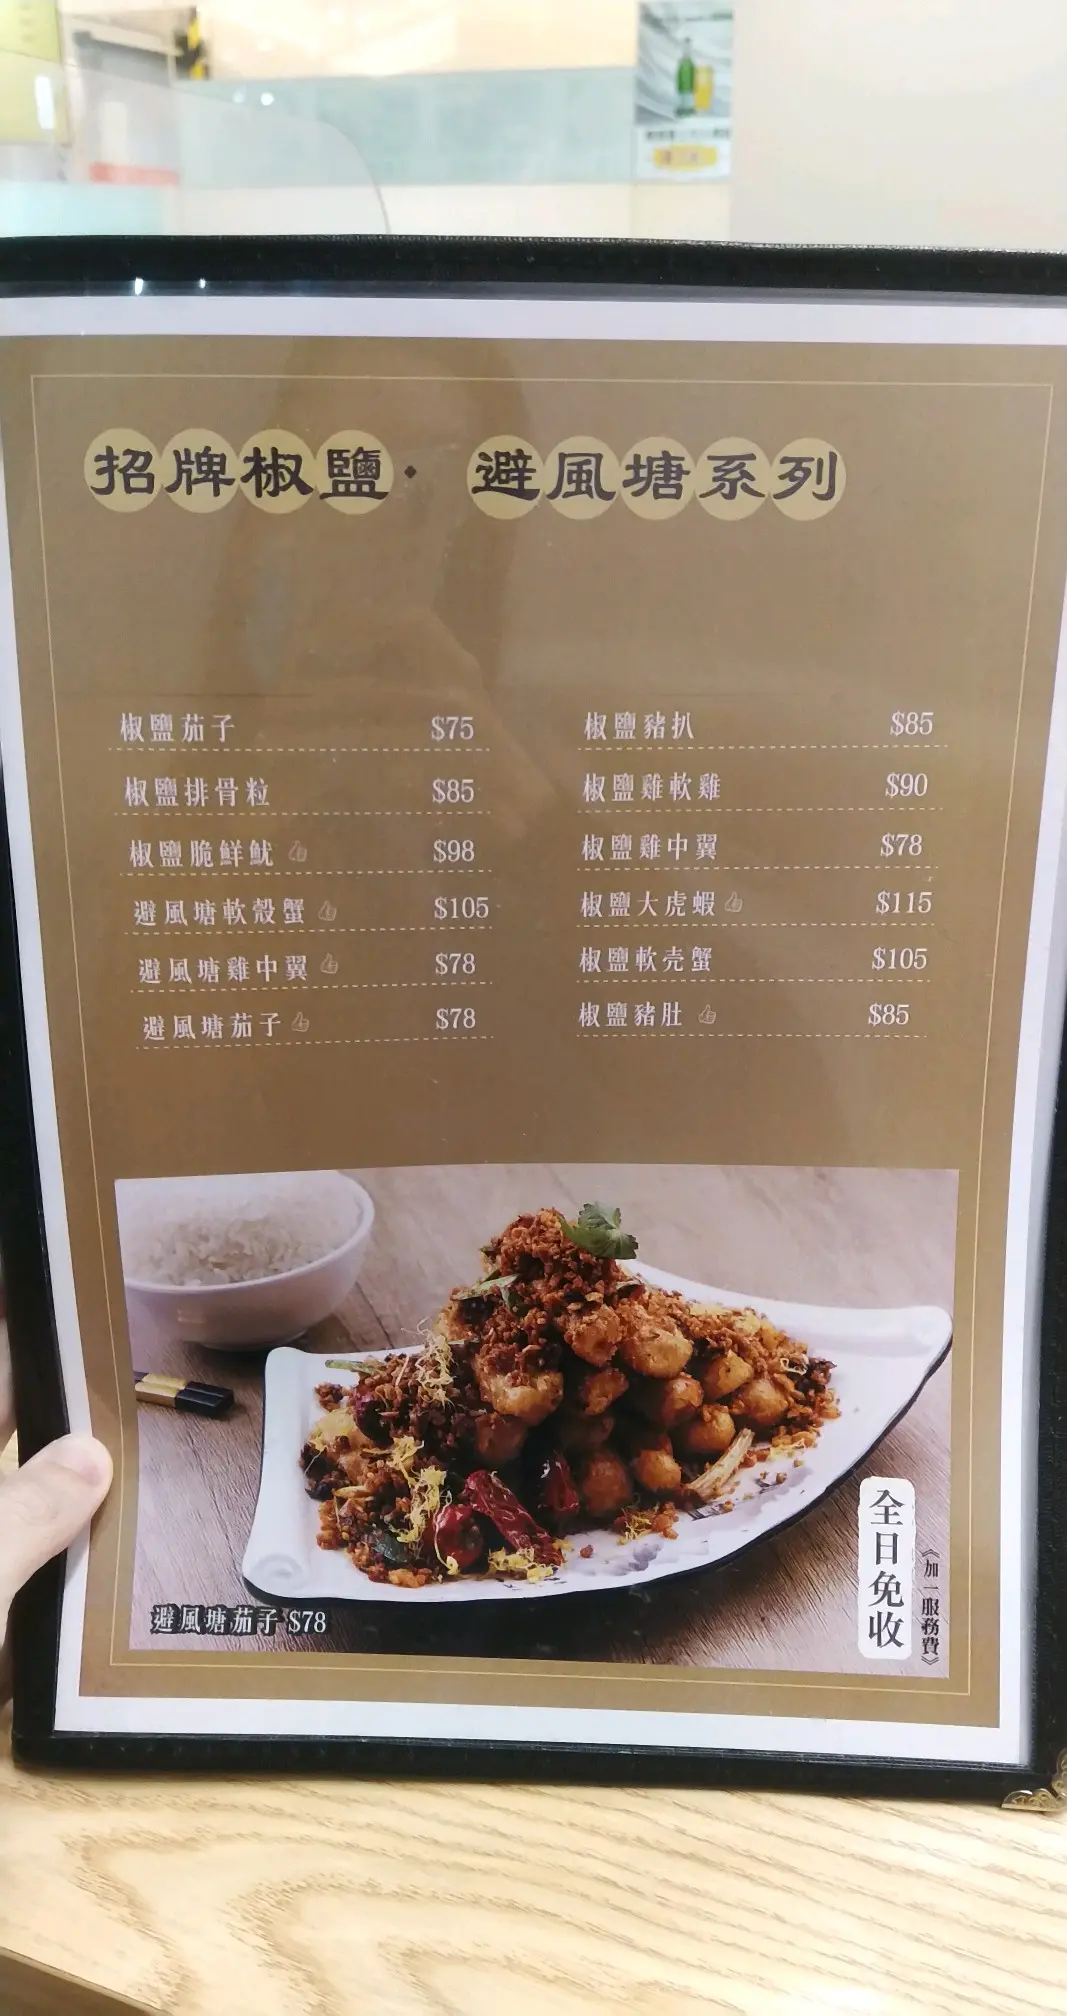 招牌椒鹽· 避風塘系列
椒鹽茄子 $75
椒鹽排骨粒 $85
椒鹽脆鮮魷 $98
避風塘軟殼蟹 $105
避風塘雞中翼 $78
避風塘茄子 $78
椒鹽豬扒 $85
椒鹽雞軟雞 $90
椒鹽雞中翼 $78
椒鹽大虎蝦 $115
椒鹽軟壳蟹 $105
椒鹽豬肚 $85
避風塘茄子 $78
全日免收
《加一服務費》